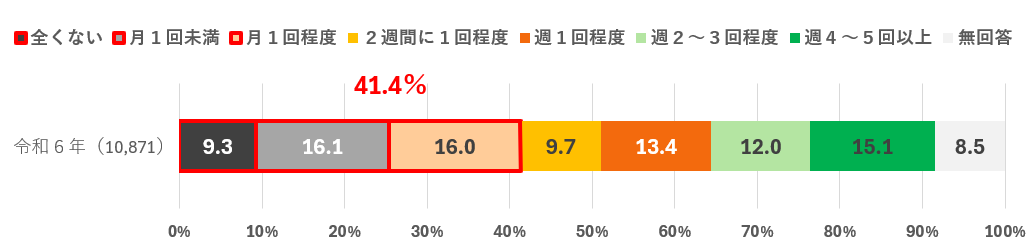 全くない 月１回未満 月１回程度 ２週間に１回程度 週１回程度 週２～３回程度 週４～５回以上 無回答
41.4%
令和６年（10,871） 9.3 16.1 16.0 9.7 13.4 12.0 15.1 8.5
0% 10% 20% 30% 40% 50% 60% 70% 80% 90% 100%